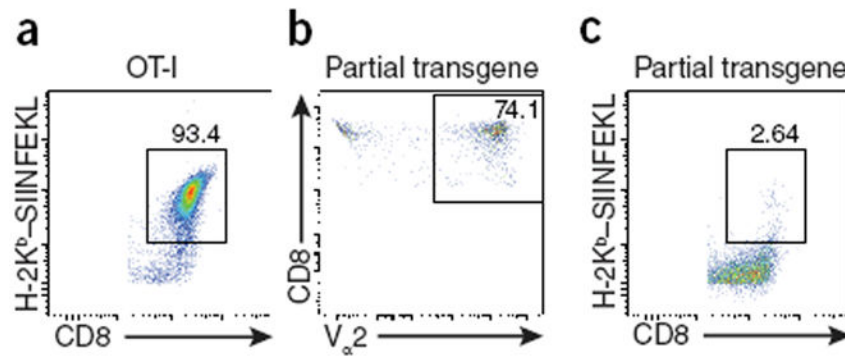 a
OT-I
H-2Kᵇ–SIINFEKL
93.4
CD8
b
Partial transgene
CD8
74.1
Vα2
c
Partial transgene
H-2Kᵇ–SIINFEKL
2.64
CD8